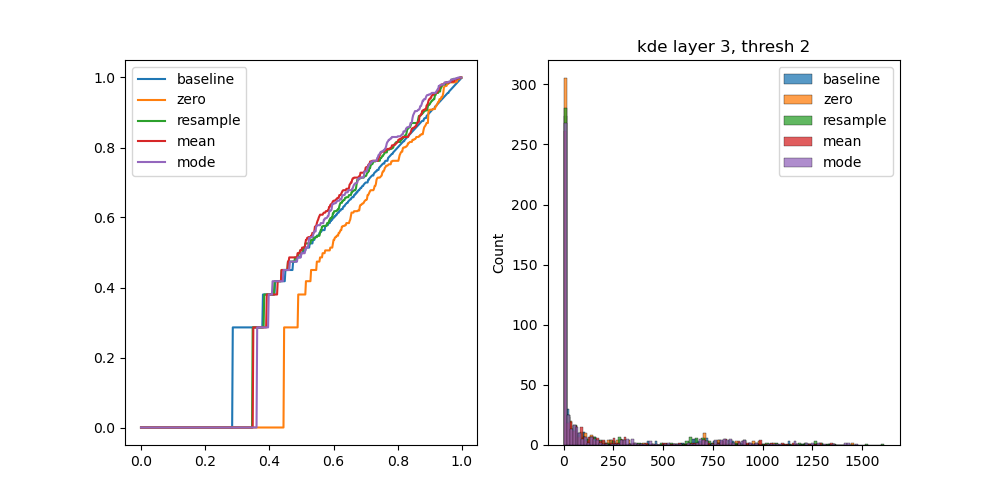 kde layer 3, thresh 2
baseline
zero
resample
mean
mode
1.0
0.8
0.6
0.4
0.2
0.0
0.0 0.2 0.4 0.6 0.8 1.0
baseline
zero
resample
mean
mode
Count
300
250
200
150
100
50
0
0 250 500 750 1000 1250 1500